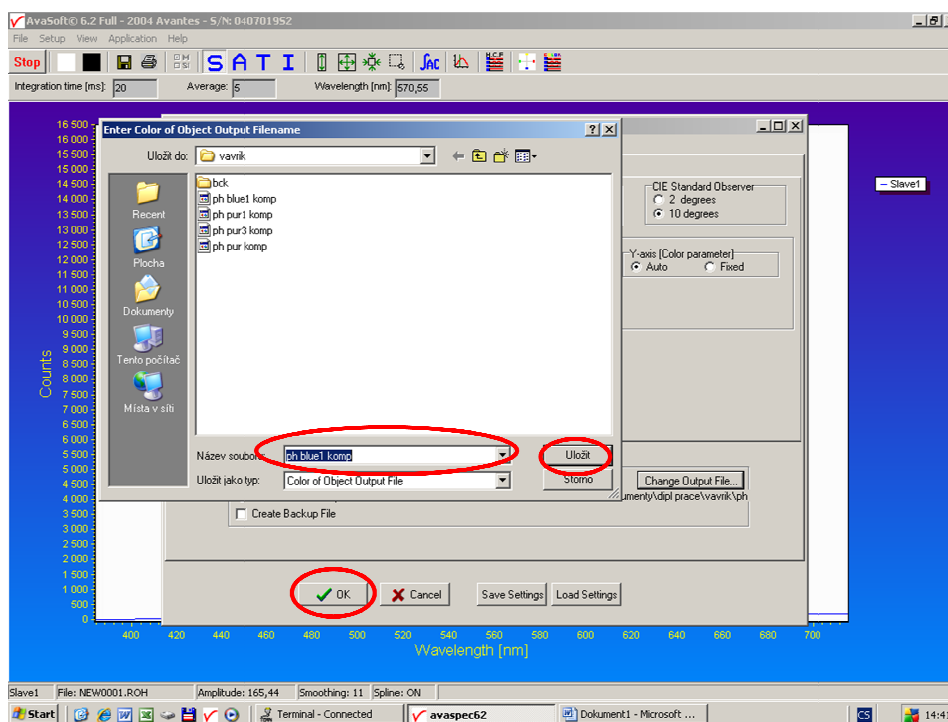 AvaSoft© 6.2 Full - 2004 Avantes - S/N: 0407019S2
File Setup View Application Help
Stop S A T I
Integration time [ms]: 20 Average: 5 Wavelength [nm]: 570,55
Enter Color of Object Output Filename
Uložit do: vavrik
bck
ph blue1 komp
ph pur1 komp
ph pur3 komp
ph pur komp
Recent
Plocha
Dokumenty
Tento počítač
Místa v síti
Název soubor ph blue1 komp Uložit
Uložit jako typ: Color of Object Output File Storno
CIE Standard Observer
2 degrees
10 degrees
Y-axis [Color parameter]
Auto Fixed
Change Output File...
umenty\dipl prace\vavrik\ph
Create Backup File
OK Cancel Save Settings Load Settings
Slave1
Counts
16 500
16 000
15 500
15 000
14 500
14 000
13 500
13 000
12 500
12 000
11 500
11 000
10 500
10 000
9 500
9 000
8 500
8 000
7 500
7 000
6 500
6 000
5 500
5 000
4 500
4 000
3 500
3 000
2 500
2 000
1 500
1 000
500
0
400 420 440 460 480 500 520 540 560 580 600 620 640 660 680 700
Wavelength [nm]
Slave1 File: NEW0001.ROH Amplitude: 165,44 Smoothing: 11 Spline: ON
Start Terminal - Connected avaspec62 Dokument1 - Microsoft ... CS